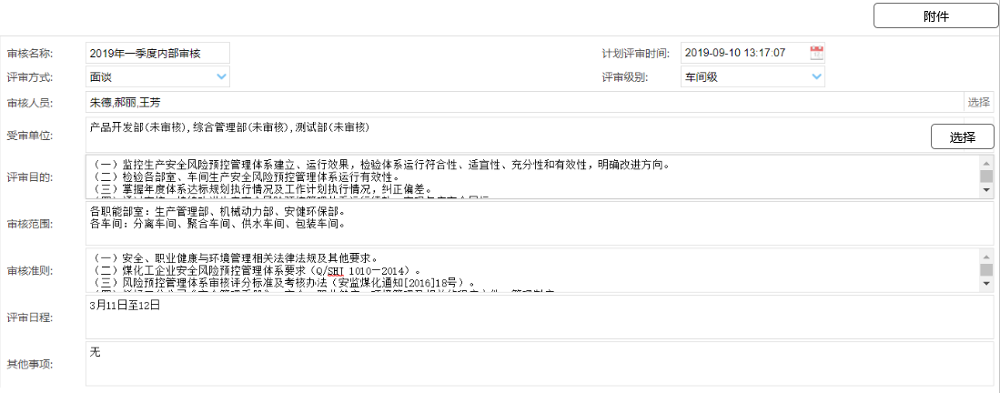 附件
审核名称: 2019年一季度内部审核 计划评审时间: 2019-09-10 13:17:07
评审方式: 面谈 评审级别: 车间级
审核人员: 朱德,郝丽,王芳 选择
受审单位: 产品开发部(未审核),综合管理部(未审核),测试部(未审核)
选择
评审目的: （一）监控生产安全风险预控管理体系建立、运行效果，检验体系运行符合性、适宜性、充分性和有效性，明确改进方向。
（二）检验各部室、车间生产安全风险预控管理体系运行有效性。
（三）掌握年度体系达标规划执行情况及工作计划执行情况，纠正偏差。
审核范围: 各职能部室：生产管理部、机械动力部、安健环保部。
各车间：分离车间、聚合车间、供水车间、包装车间。
审核准则: （一）安全、职业健康与环境管理相关法律法规及其他要求。
（二）煤化工企业安全风险预控管理体系要求（Q/SHJ 1010—2014）。
（三）风险预控管理体系审核评分标准及考核办法（安监煤化通知[2016]18号）。
评审日程: 3月11日至12日
其他事项: 无